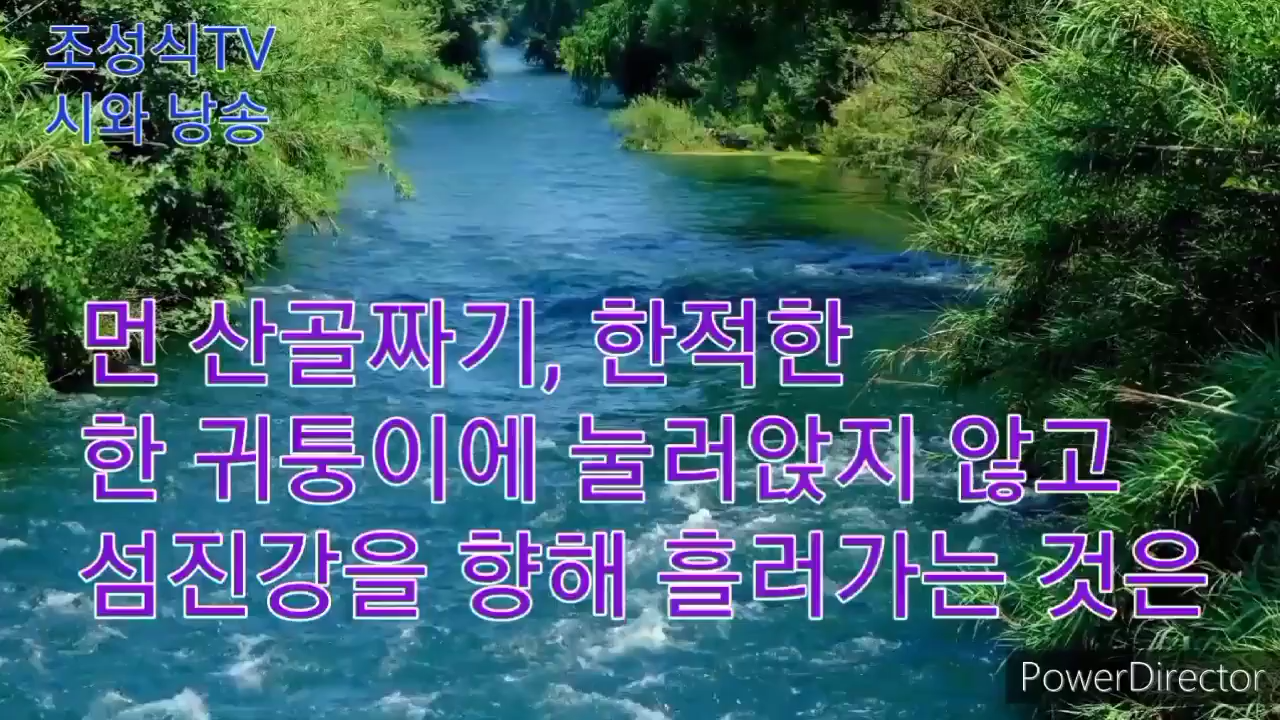 조성식TV
시와 낭송
먼 산골짜기, 한적한
한 귀퉁이에 눌러앉지 않고
섬진강을 향해 흘러가는 것은
PowerDirector